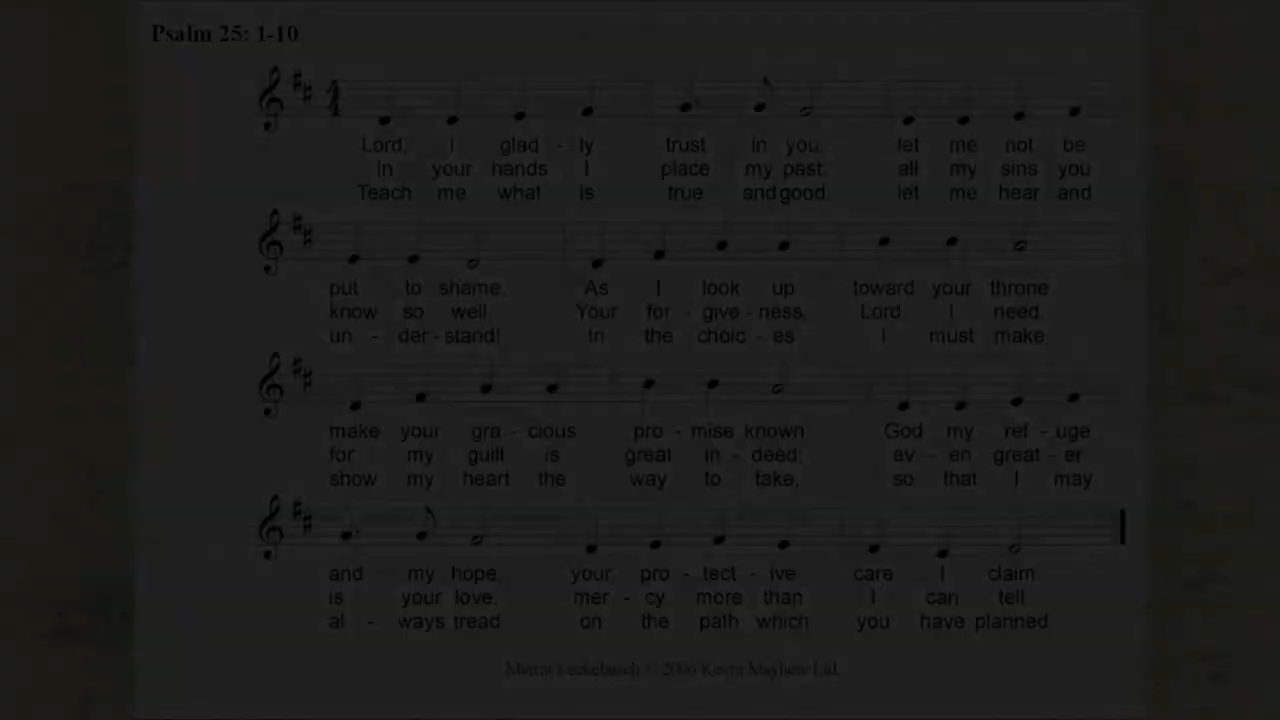 Psalm 25: 1-10
Lord, I glad - ly trust in you, let me not be
In your hands I place my past, all my sins you
Teach me what is true and good, let me hear and
put to shame. As I look up toward your throne
know so well. Your for - give - ness, Lord I need,
un - der - stand! In the choic - es I must make
make your gra - cious pro - mise known God my ref - uge
for my guilt is great in - deed; ev - en great - er
show my heart the way to take, so that I may
and my hope, your pro - tect - ive care I claim
is your love, mer - cy more than I can tell
al - ways tread on the path which you have planned
Martin Leckebusch © 2006 Kevin Mayhew Ltd.